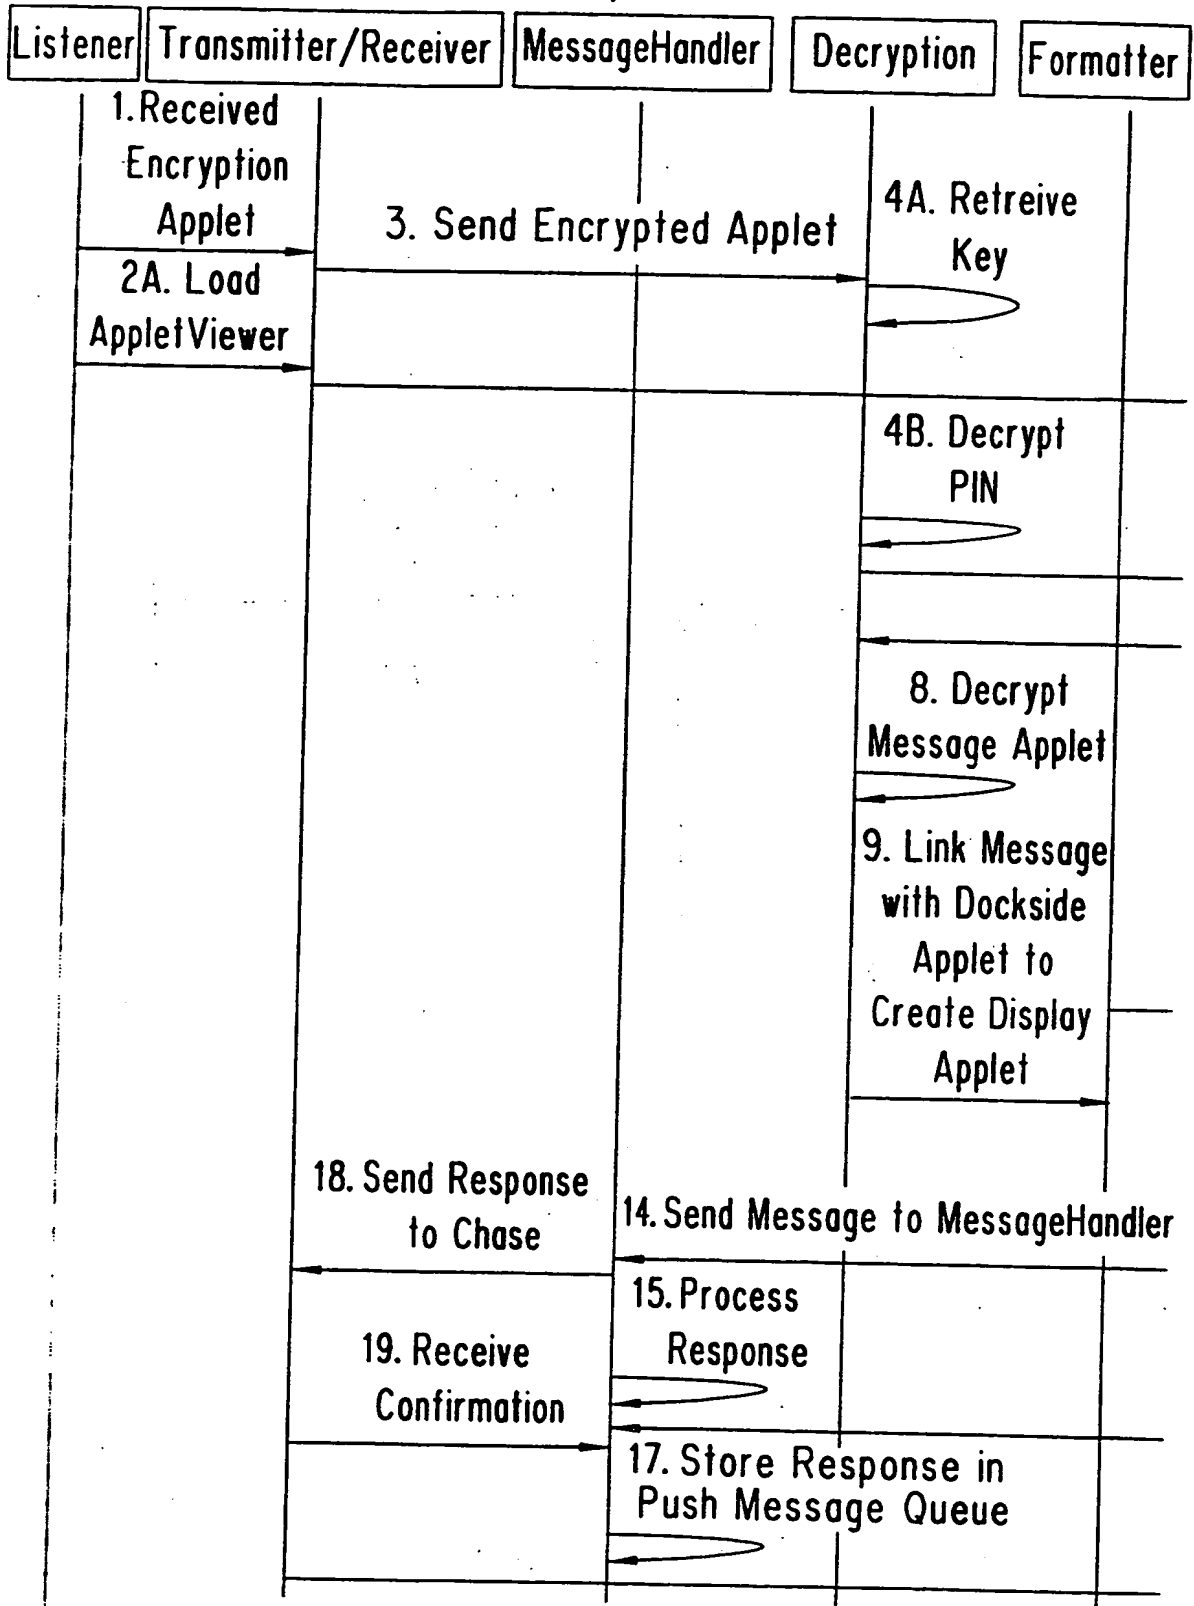 Listener
Transmitter/Receiver
MessageHandler
Decryption
Formatter
1. Received
Encryption
Applet
3. Send Encrypted Applet
4A. Retreive
Key
2A. Load
AppletViewer
4B. Decrypt
PIN
8. Decrypt
Message Applet
9. Link Message
with Dockside
Applet to
Create Display
Applet
18. Send Response
to Chase
14. Send Message to MessageHandler
15. Process
Response
19. Receive
Confirmation
17. Store Response in
Push Message Queue